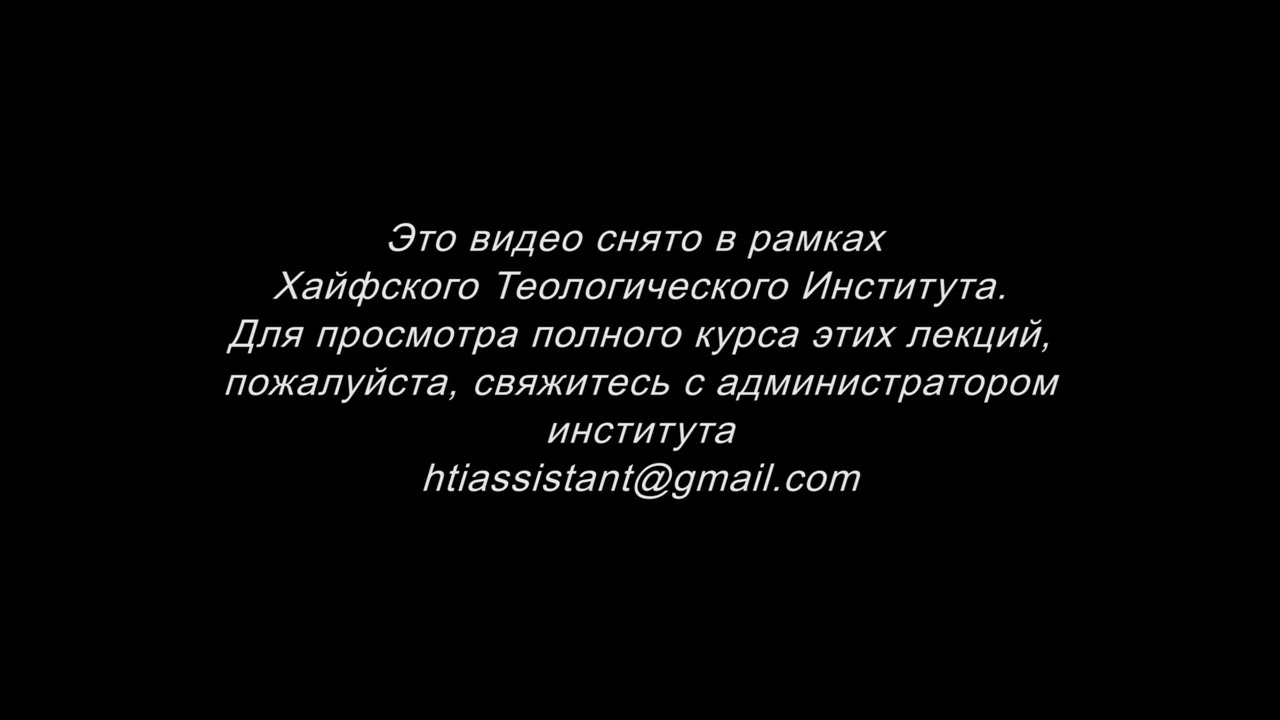 Это видео снято в рамках
Хайфского Теологического Института.
Для просмотра полного курса этих лекций,
пожалуйста, свяжитесь с администратором
института
htiassistant@gmail.com